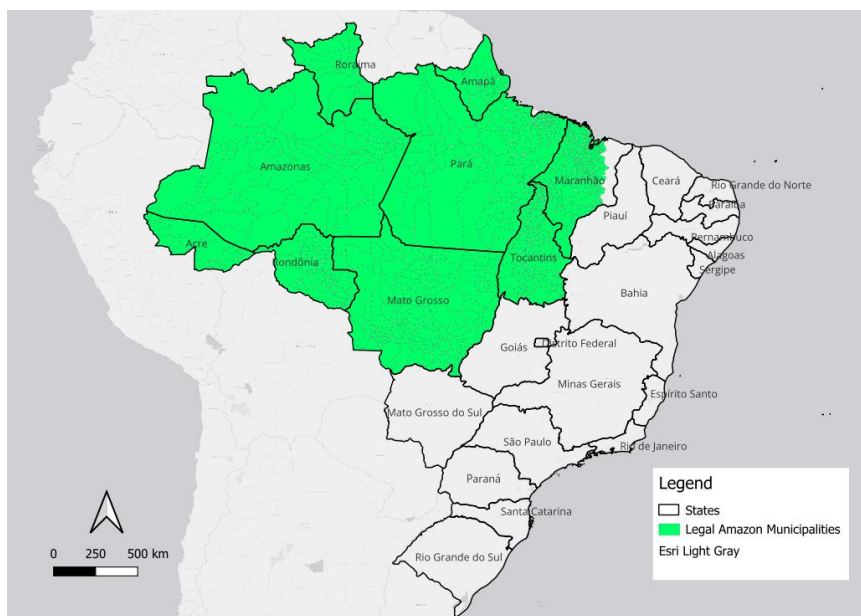 Roraima
Amapá
Amazonas
Pará
Maranhão
Ceará
Rio Grande do Norte
Paraíba
Piauí
Pernambuco
Acre
Rondônia
Tocantins
Alagoas
Sergipe
Mato Grosso
Bahia
Goiás
Distrito Federal
Minas Gerais
Espírito Santo
Mato Grosso do Sul
São Paulo
Rio de Janeiro
Paraná
Santa Catarina
Rio Grande do Sul
Legend
States
Legal Amazon Municipalities
Esri Light Gray
0 250 500 km